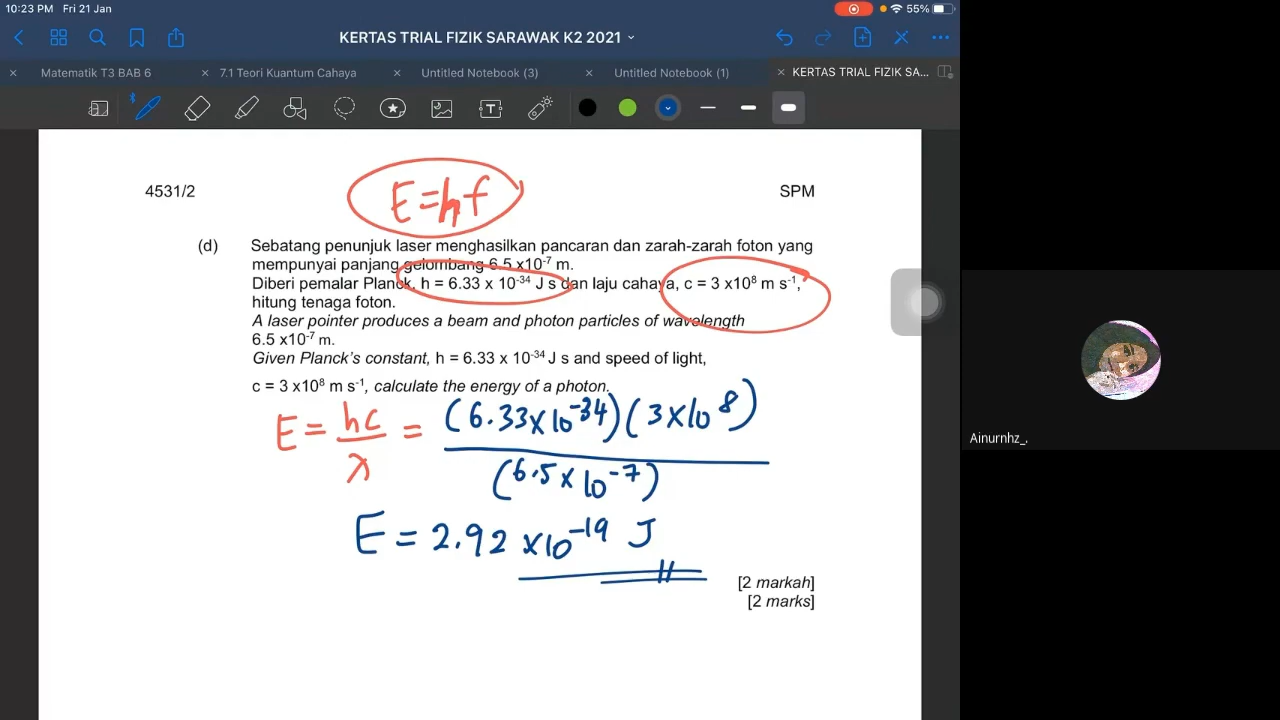 10:23 PM Fri 21 Jan
55%
KERTAS TRIAL FIZIK SARAWAK K2 2021
Matematik T3 BAB 6
7.1 Teori Kuantum Cahaya
Untitled Notebook (3)
Untitled Notebook (1)
KERTAS TRIAL FIZIK SA...
4531/2
E=hf
SPM
(d) Sebatang penunjuk laser menghasilkan pancaran dan zarah-zarah foton yang
mempunyai panjang gelombang 6.5 x10⁻⁷ m.
Diberi pemalar Planck, h = 6.33 x 10⁻³⁴ J s dan laju cahaya, c = 3 x10⁸ m s⁻¹,
hitung tenaga foton.
A laser pointer produces a beam and photon particles of wavelength
6.5 x10⁻⁷ m.
Given Planck's constant, h = 6.33 x 10⁻³⁴ J s and speed of light,
c = 3 x10⁸ m s⁻¹, calculate the energy of a photon.
E = hc/λ = (6.33x10⁻³⁴)(3x10⁸)
(6.5x10⁻⁷)
E = 2.92 x10⁻¹⁹ J
[2 markah]
[2 marks]
Ainurnhz_.